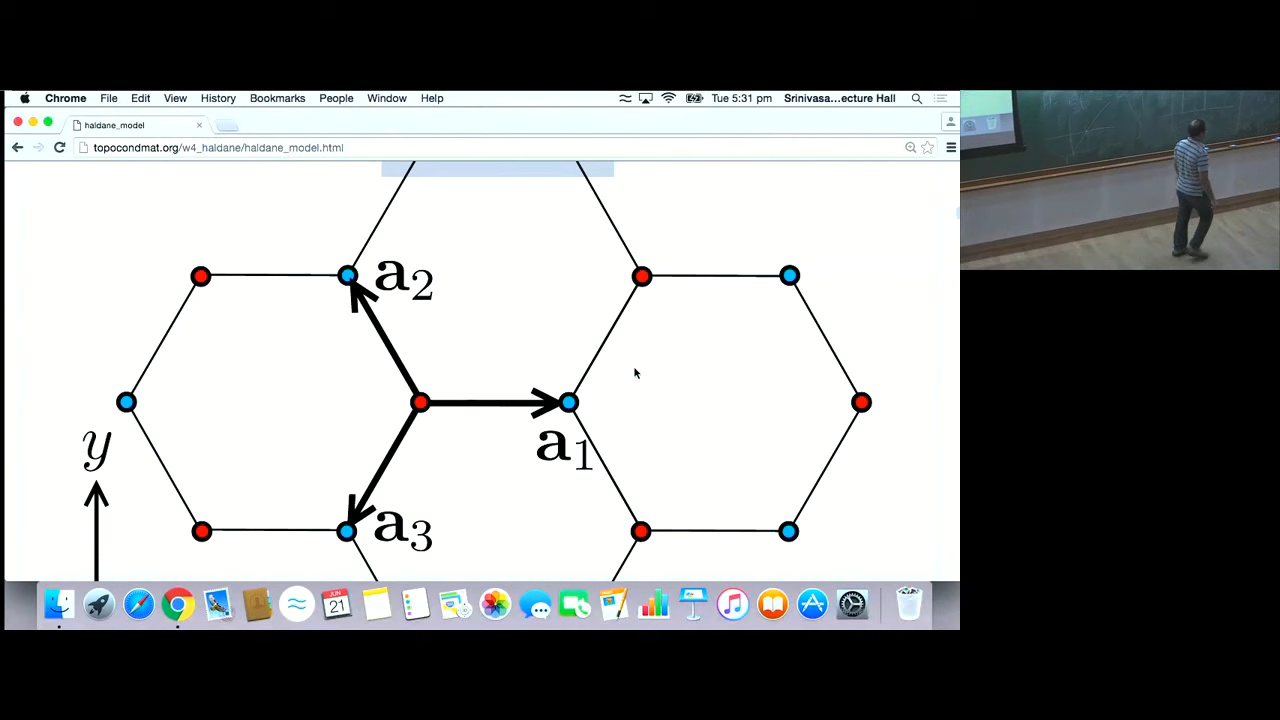 Chrome File Edit View History Bookmarks People Window Help Tue 5:31 pm Srinivasa...ecture Hall
haldane_model
topocondmat.org/w4_haldane/haldane_model.html
a2
a1
y
a3
JUN
21